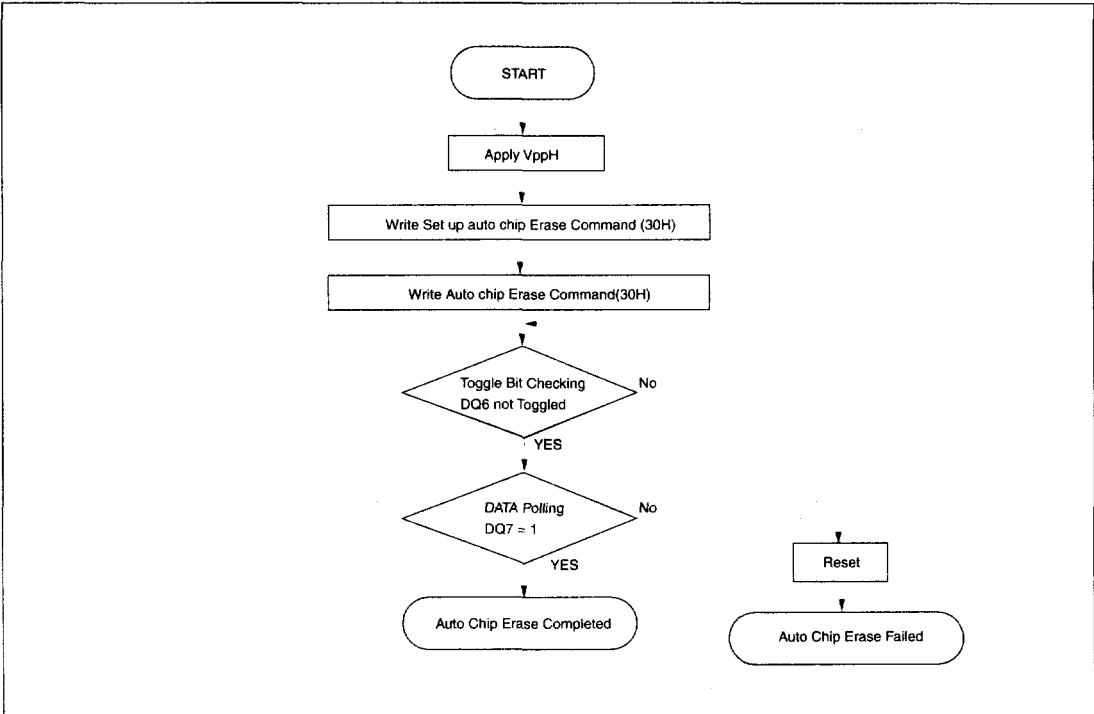 START
Apply VppH
Write Set up auto chip Erase Command (30H)
Write Auto chip Erase Command(30H)
Toggle Bit Checking
DQ6 not Toggled
No
YES
DATA Polling
DQ7 = 1
No
YES
Auto Chip Erase Completed
Reset
Auto Chip Erase Failed